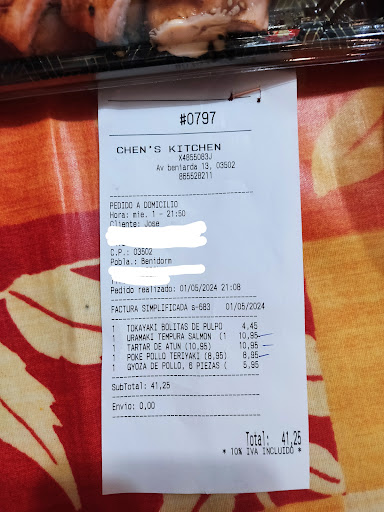 #0797
CHEN'S KITCHEN
X4855083J
Av beniarda 13, 03502
865528211
PEDIDO A DOMICILIO
Hora: mie. 1 - 21:50
Cliente: Jose
C.P.: 03502
Pobla.: Benidorm
Pedido realizado: 01/05/2024 21:08
FACTURA SIMPLIFICADA s-683 01/05/2024
1 TOKAYAKI BOLITAS DE PULPO 4,45
1 URAMAKI TEMPURA SALMON (1 10,95
1 TARTAR DE ATUN (10,95) 10,95
1 POKE POLLO TERIYAKI (8,95) 8,95
1 GYOZA DE POLLO, 6 PIEZAS ( 5,95
SubTotal: 41,25
Envio: 0,00
Total: 41,25
* 10% IVA INCLUIDO *